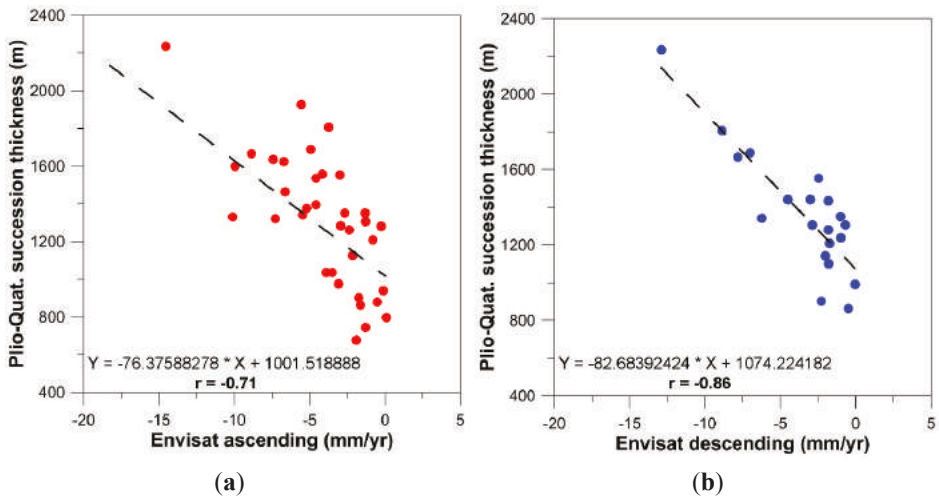 Plio-Quat. succession thickness (m)
2400
2000
1600
1200
800
400
Y = -76.37588278 * X + 1001.518888
r = -0.71
-20
-15
-10
-5
0
5
Envisat ascending (mm/yr)
(a)
Plio-Quat. succession thickness (m)
2400
2000
1600
1200
800
400
Y = -82.68392424 * X + 1074.224182
r = -0.86
-20
-15
-10
-5
0
5
Envisat descending (mm/yr)
(b)